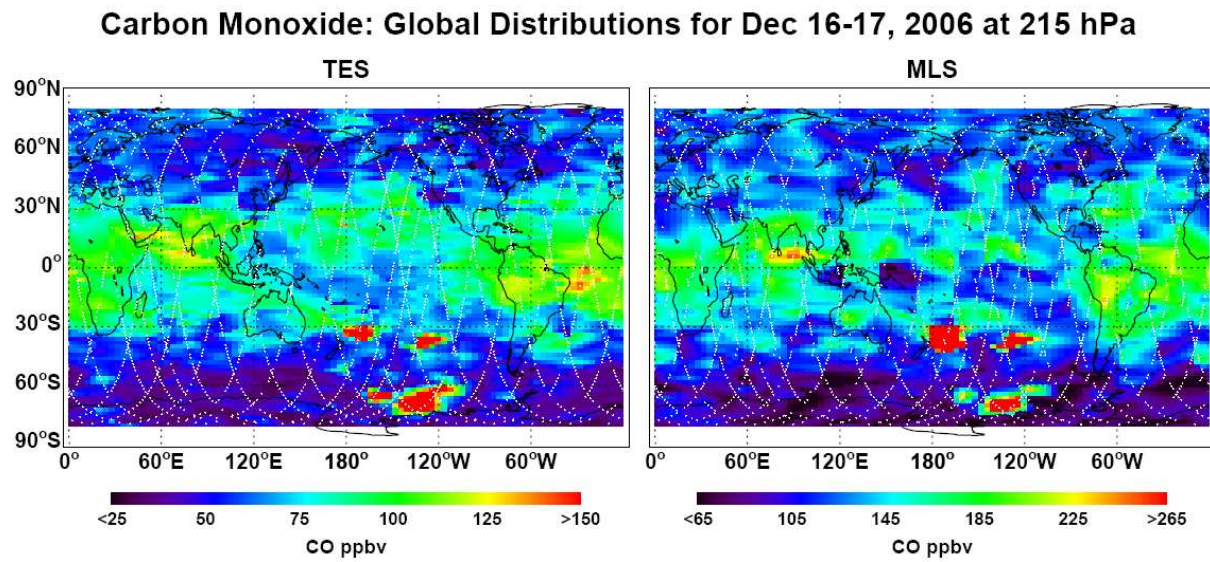 Carbon Monoxide: Global Distributions for Dec 16-17, 2006 at 215 hPa
TES
MLS
90°N
60°N
30°N
0°
30°S
60°S
90°S
0° 60°E 120°E 180° 120°W 60°W
0° 60°E 120°E 180° 120°W 60°W
<25 50 75 100 125 >150
<65 105 145 185 225 >265
CO ppbv
CO ppbv